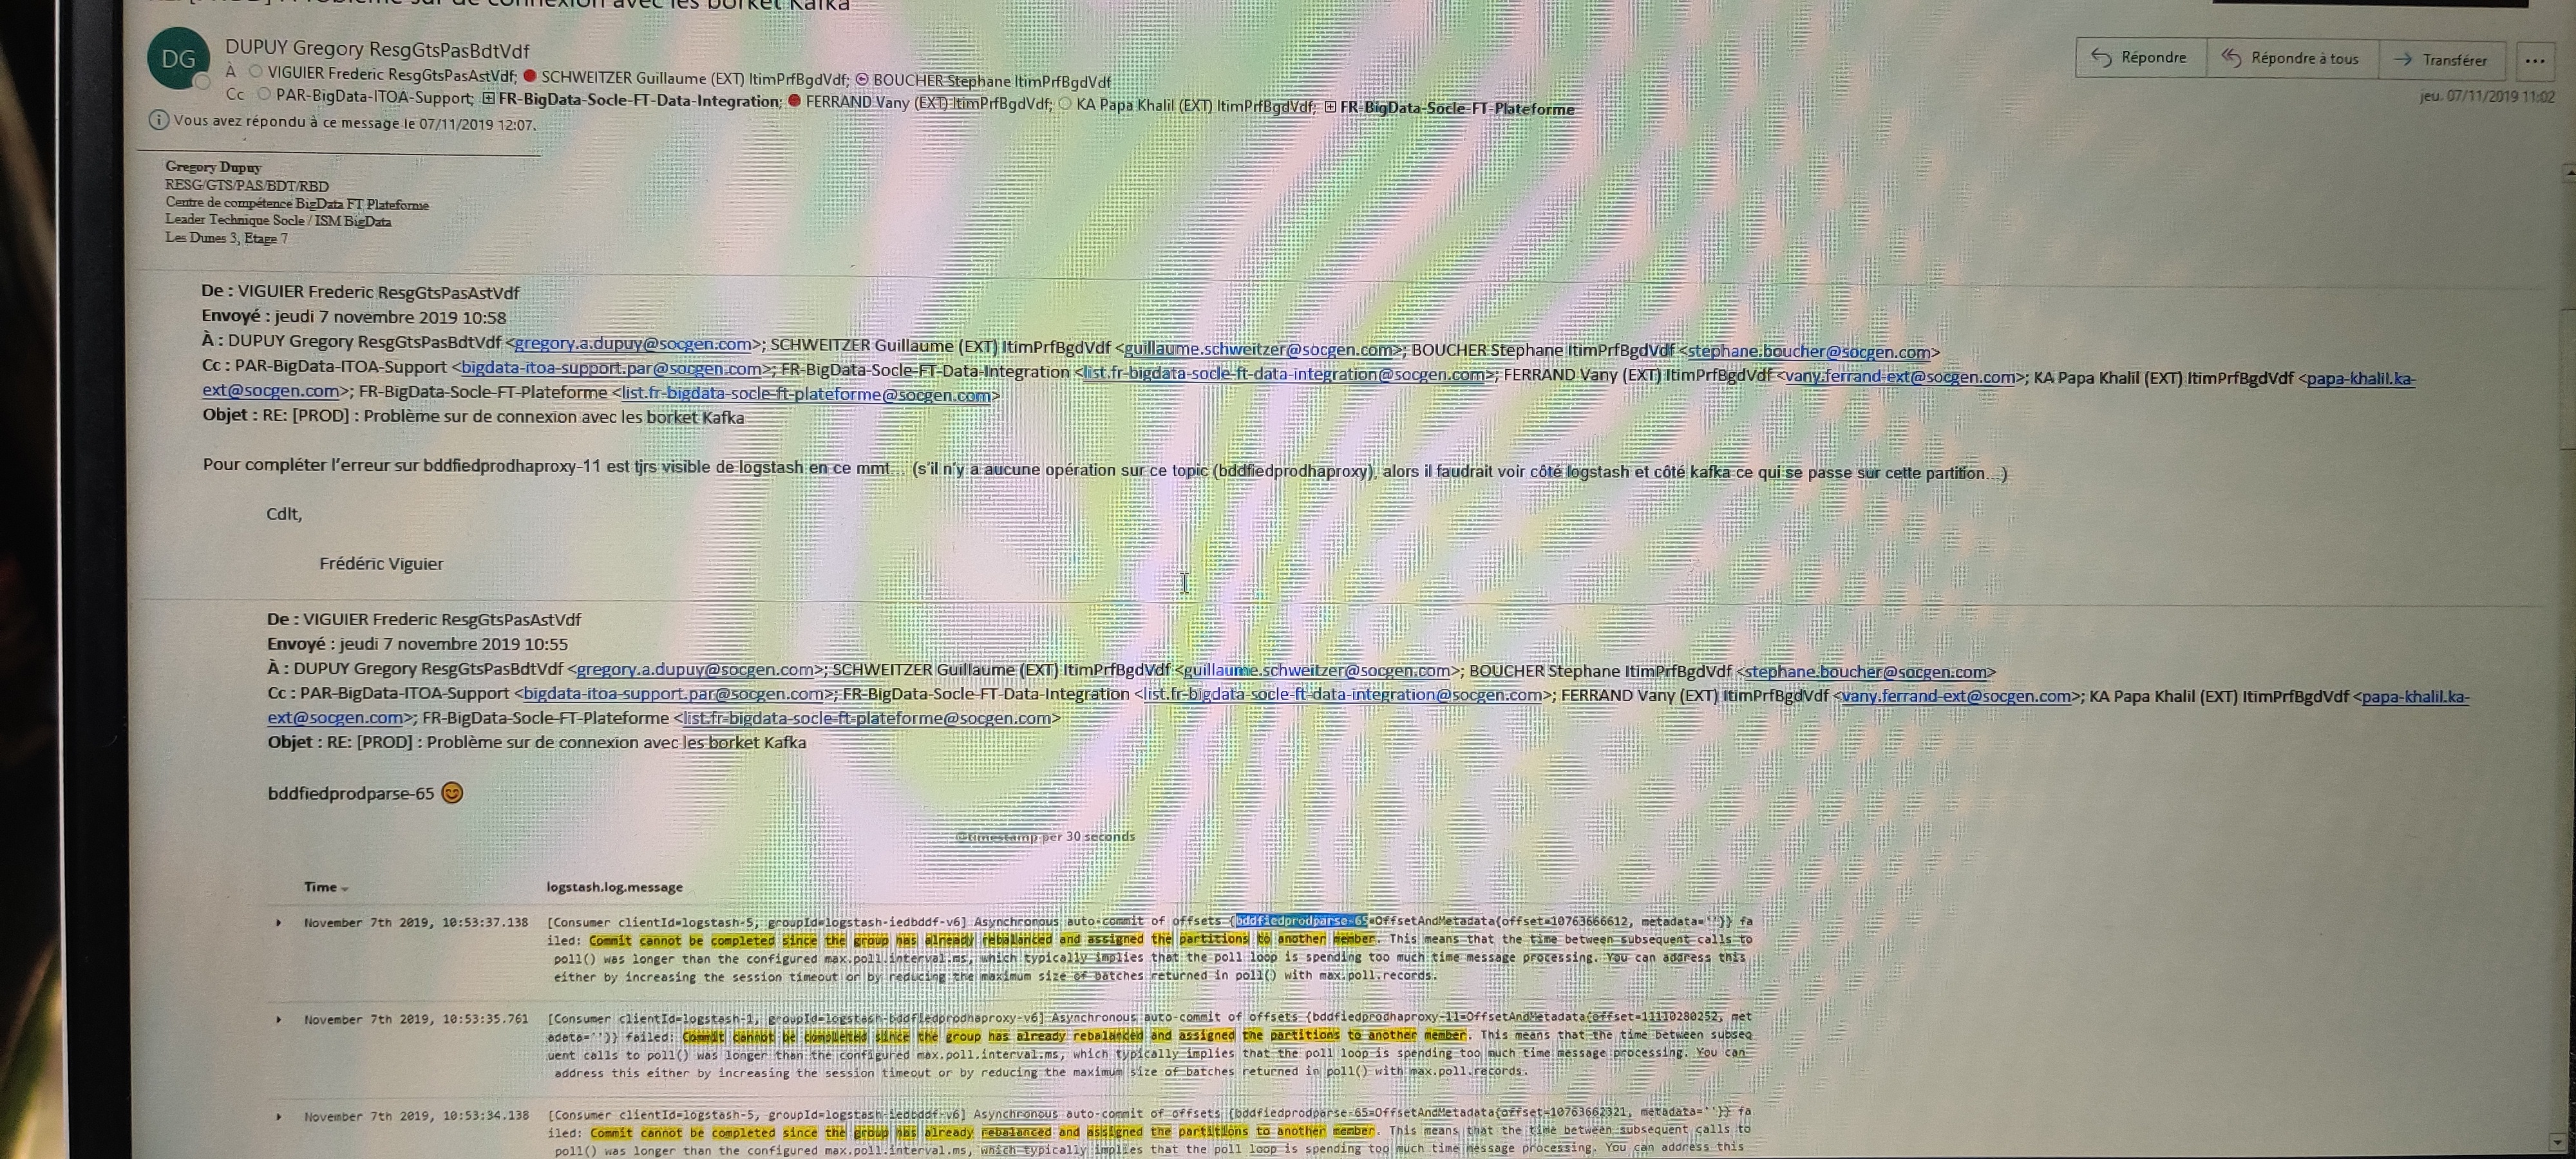 [PROD] : Problème sur de connexion avec les borket Kafka
DG
DUPUY Gregory ResgGtsPasBdtVdf
À VIGUIER Frederic ResgGtsPasAstVdf; SCHWEITZER Guillaume (EXT) ItimPrfBgdVdf; BOUCHER Stephane ItimPrfBgdVdf
Cc PAR-BigData-ITOA-Support; FR-BigData-Socle-FT-Data-Integration; FERRAND Vany (EXT) ItimPrfBgdVdf; KA Papa Khalil (EXT) ItimPrfBgdVdf; FR-BigData-Socle-FT-Plateforme
Répondre Répondre à tous Transférer ...
jeu. 07/11/2019 11:02
Vous avez répondu à ce message le 07/11/2019 12:07.
Gregory Dupuy
RESG/GTS/PAS/BDT/RBD
Centre de compétence BigData FT Plateforme
Leader Technique Socle / ISM BigData
Les Dunes 3, Etage 7
De : VIGUIER Frederic ResgGtsPasAstVdf
Envoyé : jeudi 7 novembre 2019 10:58
À : DUPUY Gregory ResgGtsPasBdtVdf <gregory.a.dupuy@socgen.com>; SCHWEITZER Guillaume (EXT) ItimPrfBgdVdf <guillaume.schweitzer@socgen.com>; BOUCHER Stephane ItimPrfBgdVdf <stephane.boucher@socgen.com>
Cc : PAR-BigData-ITOA-Support <bigdata-itoa-support.par@socgen.com>; FR-BigData-Socle-FT-Data-Integration <list.fr-bigdata-socle-ft-data-integration@socgen.com>; FERRAND Vany (EXT) ItimPrfBgdVdf <vany.ferrand-ext@socgen.com>; KA Papa Khalil (EXT) ItimPrfBgdVdf <papa-khalil.ka-
ext@socgen.com>; FR-BigData-Socle-FT-Plateforme <list.fr-bigdata-socle-ft-plateforme@socgen.com>
Objet : RE: [PROD] : Problème sur de connexion avec les borket Kafka
Pour compléter l'erreur sur bddfiedprodhaproxy-11 est tjrs visible de logstash en ce mmt... (s'il n'y a aucune opération sur ce topic (bddfiedprodhaproxy), alors il faudrait voir côté logstash et côté kafka ce qui se passe sur cette partition...)
Cdlt,
Frédéric Viguier
De : VIGUIER Frederic ResgGtsPasAstVdf
Envoyé : jeudi 7 novembre 2019 10:55
À : DUPUY Gregory ResgGtsPasBdtVdf <gregory.a.dupuy@socgen.com>; SCHWEITZER Guillaume (EXT) ItimPrfBgdVdf <guillaume.schweitzer@socgen.com>; BOUCHER Stephane ItimPrfBgdVdf <stephane.boucher@socgen.com>
Cc : PAR-BigData-ITOA-Support <bigdata-itoa-support.par@socgen.com>; FR-BigData-Socle-FT-Data-Integration <list.fr-bigdata-socle-ft-data-integration@socgen.com>; FERRAND Vany (EXT) ItimPrfBgdVdf <vany.ferrand-ext@socgen.com>; KA Papa Khalil (EXT) ItimPrfBgdVdf <papa-khalil.ka-
ext@socgen.com>; FR-BigData-Socle-FT-Plateforme <list.fr-bigdata-socle-ft-plateforme@socgen.com>
Objet : RE: [PROD] : Problème sur de connexion avec les borket Kafka
bddfiedprodparse-65 😊
@timestamp per 30 seconds
Time logstash.log.message
November 7th 2019, 10:53:37.138 [Consumer clientId=logstash-5, groupId=logstash-iedbddf-v6] Asynchronous auto-commit of offsets {bddfiedprodparse-65=OffsetAndMetadata{offset=10763666612, metadata=''}} fa
iled: Commit cannot be completed since the group has already rebalanced and assigned the partitions to another member. This means that the time between subsequent calls to
poll() was longer than the configured max.poll.interval.ms, which typically implies that the poll loop is spending too much time message processing. You can address this
either by increasing the session timeout or by reducing the maximum size of batches returned in poll() with max.poll.records.
November 7th 2019, 10:53:35.761 [Consumer clientId=logstash-1, groupId=logstash-bddfiedprodhaproxy-v6] Asynchronous auto-commit of offsets {bddfiedprodhaproxy-11=OffsetAndMetadata{offset=11110280252, met
adata=''}} failed: Commit cannot be completed since the group has already rebalanced and assigned the partitions to another member. This means that the time between subseq
uent calls to poll() was longer than the configured max.poll.interval.ms, which typically implies that the poll loop is spending too much time message processing. You can
address this either by increasing the session timeout or by reducing the maximum size of batches returned in poll() with max.poll.records.
November 7th 2019, 10:53:34.138 [Consumer clientId=logstash-5, groupId=logstash-iedbddf-v6] Asynchronous auto-commit of offsets {bddfiedprodparse-65=OffsetAndMetadata{offset=10763662321, metadata=''}} fa
iled: Commit cannot be completed since the group has already rebalanced and assigned the partitions to another member. This means that the time between subsequent calls to
poll() was longer than the configured max.poll.interval.ms, which typically implies that the poll loop is spending too much time message processing. You can address this